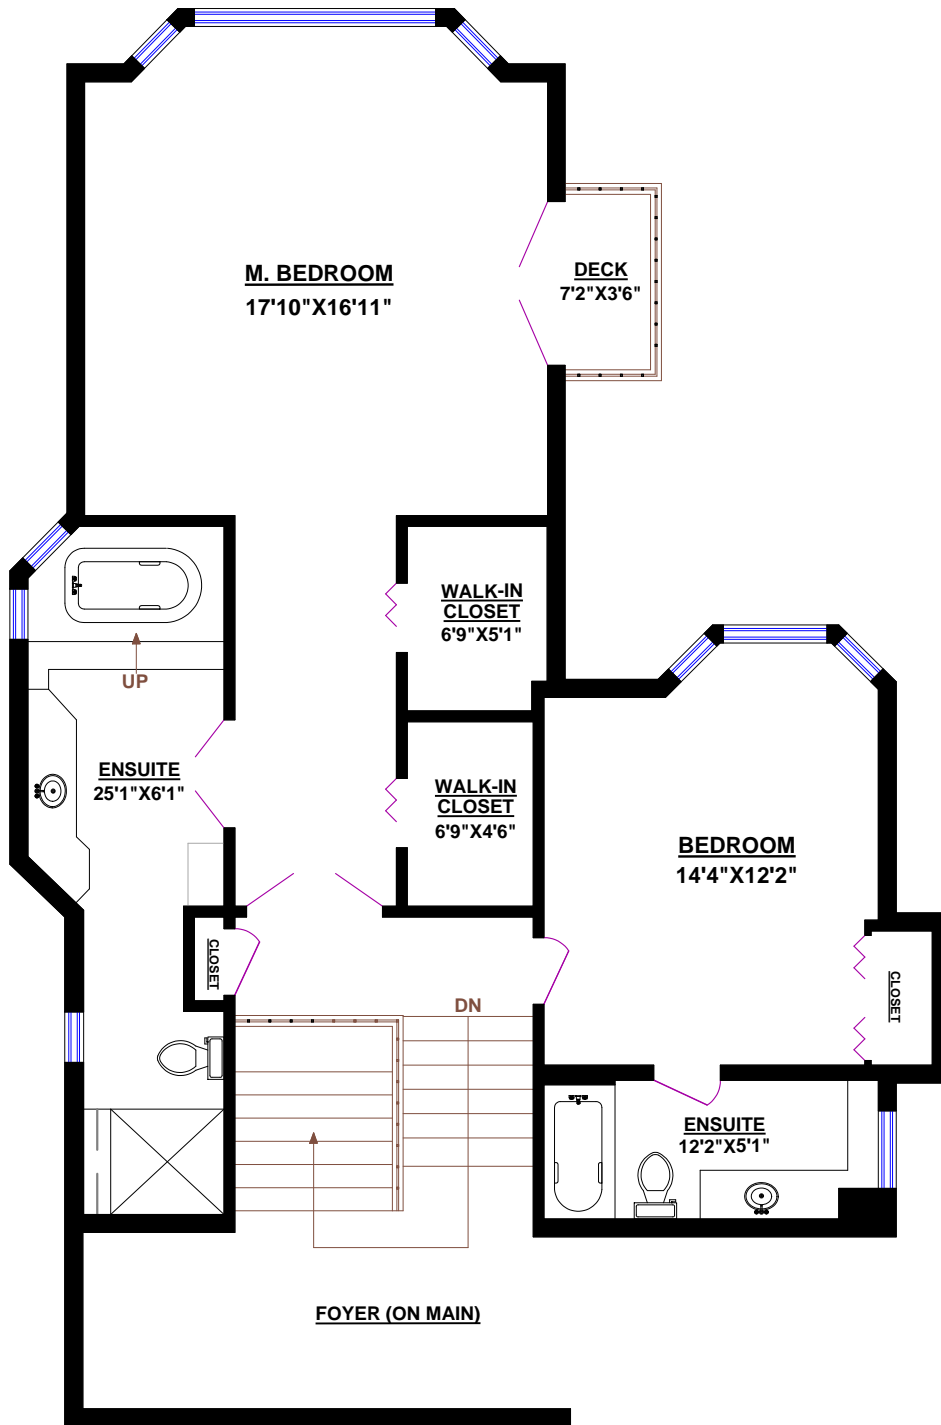 M. BEDROOM
17'10"X16'11"
DECK
7'2"X3'6"
WALK-IN
CLOSET
6'9"X5'1"
UP
ENSUITE
25'1"X6'1"
WALK-IN
CLOSET
6'9"X4'6"
BEDROOM
14'4"X12'2"
CLOSET
CLOSET
DN
ENSUITE
12'2"X5'1"
FOYER (ON MAIN)